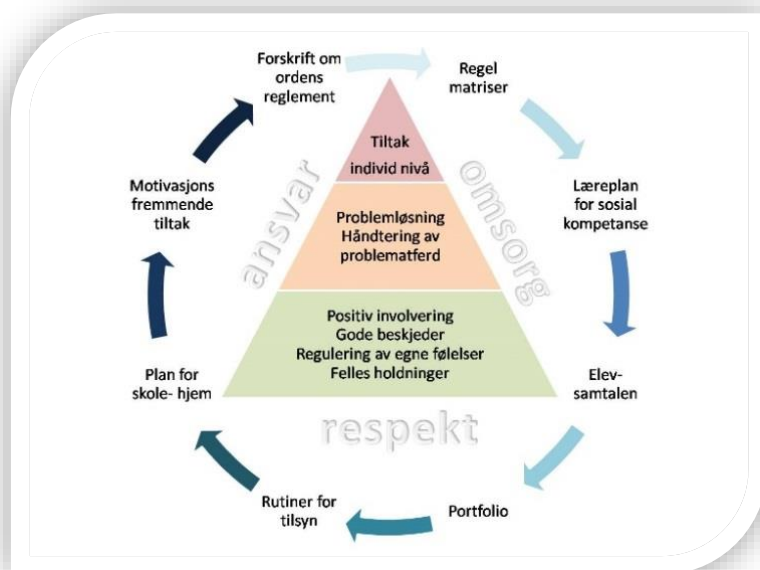 Forskrift om
ordens
reglement
Regel
matriser
Læreplan
for sosial
kompetanse
Elev-
samtalen
Portfolio
Rutiner for
tilsyn
Plan for
skole- hjem
Motivasjons
fremmende
tiltak
Tiltak
individ nivå
Problemløsning
Håndtering av
problematferd
Positiv involvering
Gode beskjeder
Regulering av egne følelser
Felles holdninger
ansvar
omsorg
respekt